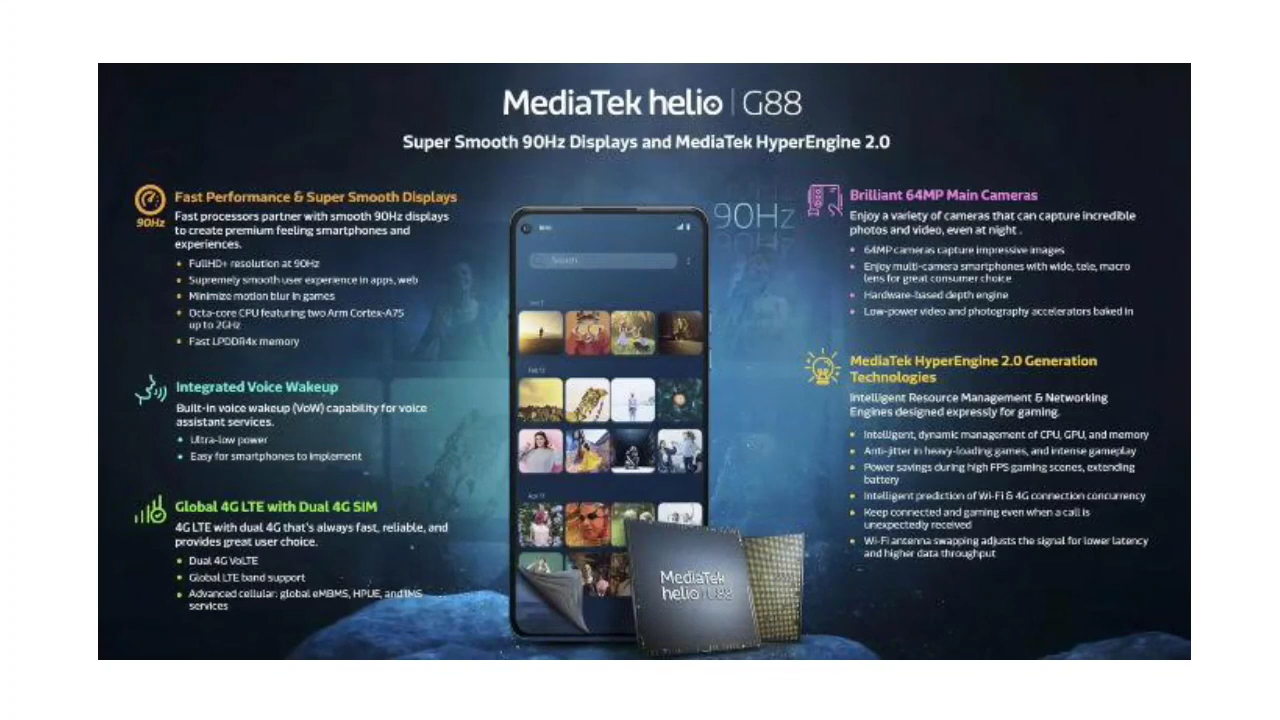 MediaTek helio G88
Super Smooth 90Hz Displays and MediaTek HyperEngine 2.0
90Hz
Fast Performance & Super Smooth Displays
Fast processors partner with smooth 90Hz displays
to create premium feeling smartphones and
experiences.
• FullHD+ resolution at 90Hz
• Supremely smooth user experience in apps, web
• Minimize motion blur in games
• Octa-core CPU featuring two Arm Cortex-A75
up to 2GHz
• Fast LPDDR4x memory
Integrated Voice Wakeup
Built-in voice wakeup (VoW) capability for voice
assistant services.
• Ultra-low power
• Easy for smartphones to implement
Global 4G LTE with Dual 4G SIM
4G LTE with dual 4G that's always fast, reliable, and
provides great user choice.
• Dual 4G VoLTE
• Global LTE band support
• Advanced cellular: global eMBMS, HPUE, and IMS
services
90Hz
Search
MediaTek
helio G88
Brilliant 64MP Main Cameras
Enjoy a variety of cameras that can capture incredible
photos and video, even at night .
• 64MP cameras capture impressive images
• Enjoy multi-camera smartphones with wide, tele, macro
lens for great consumer choice
• Hardware-based depth engine
• Low-power video and photography accelerators baked in
MediaTek HyperEngine 2.0 Generation
Technologies
Intelligent Resource Management & Networking
Engines designed expressly for gaming.
• Intelligent, dynamic management of CPU, GPU, and memory
• Anti-jitter in heavy-loading games, and intense gameplay
• Power savings during high FPS gaming scenes, extending
battery
• Intelligent prediction of Wi-Fi & 4G connection concurrency
• Keep connected and gaming even when a call is
unexpectedly received
• Wi-Fi antenna swapping adjusts the signal for lower latency
and higher data throughput